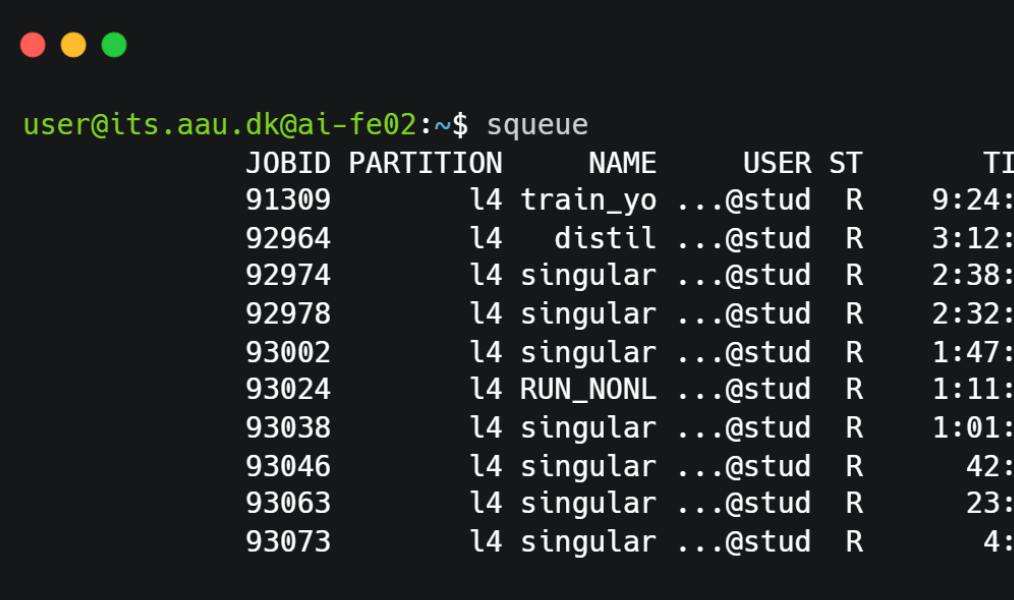 user@its.aau.dk@ai-fe02:~$ squeue
JOBID PARTITION NAME USER ST TI
91309 l4 train_yo ...@stud R 9:24:
92964 l4 distil ...@stud R 3:12:
92974 l4 singular ...@stud R 2:38:
92978 l4 singular ...@stud R 2:32:
93002 l4 singular ...@stud R 1:47:
93024 l4 RUN_NONL ...@stud R 1:11:
93038 l4 singular ...@stud R 1:01:
93046 l4 singular ...@stud R 42:
93063 l4 singular ...@stud R 23:
93073 l4 singular ...@stud R 4: